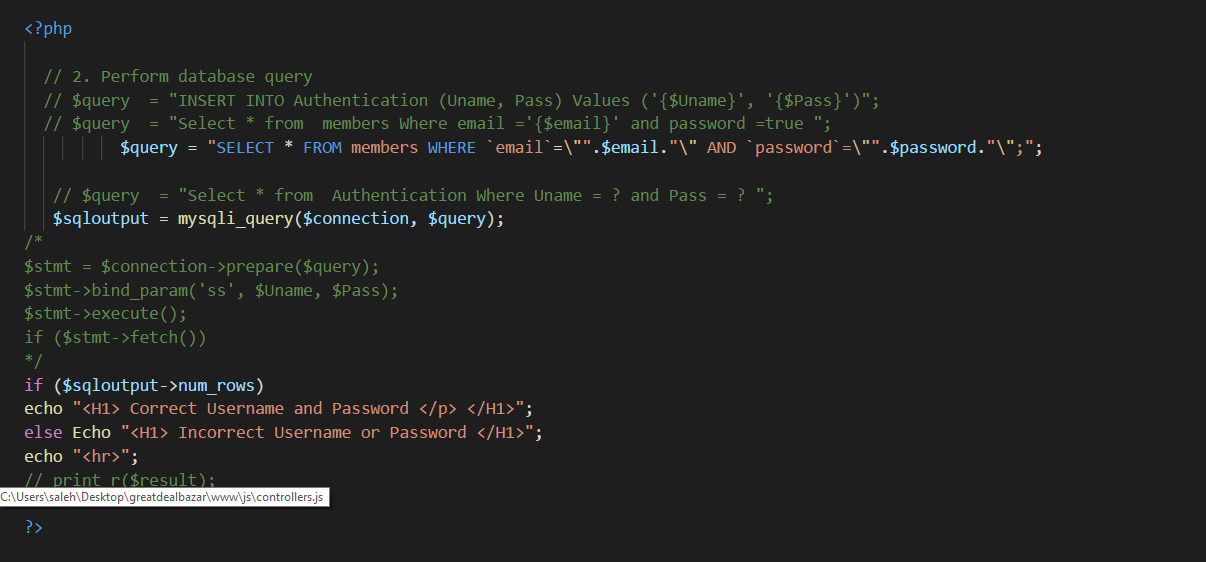 <?php
// 2. Perform database query
// $query  = "INSERT INTO Authentication (Uname, Pass) Values ('{$Uname}', '{$Pass}')";
// $query  = "Select * from  members Where email ='{$email}' and password =true ";
$query = "SELECT * FROM members WHERE `email`=\"".$email."\" AND `password`=\"".$password."\";";
// $query  = "Select * from  Authentication Where Uname = ? and Pass = ? ";
$sqloutput = mysqli_query($connection, $query);
/*
$stmt = $connection->prepare($query);
$stmt->bind_param('ss', $Uname, $Pass);
$stmt->execute();
if ($stmt->fetch())
*/
if ($sqloutput->num_rows)
echo "<H1> Correct Username and Password </p> </H1>";
else Echo "<H1> Incorrect Username or Password </H1>";
echo "<hr>";
// print_r($result);
C:\Users\saleh\Desktop\greatdealbazar\www\js\controllers.js
?>